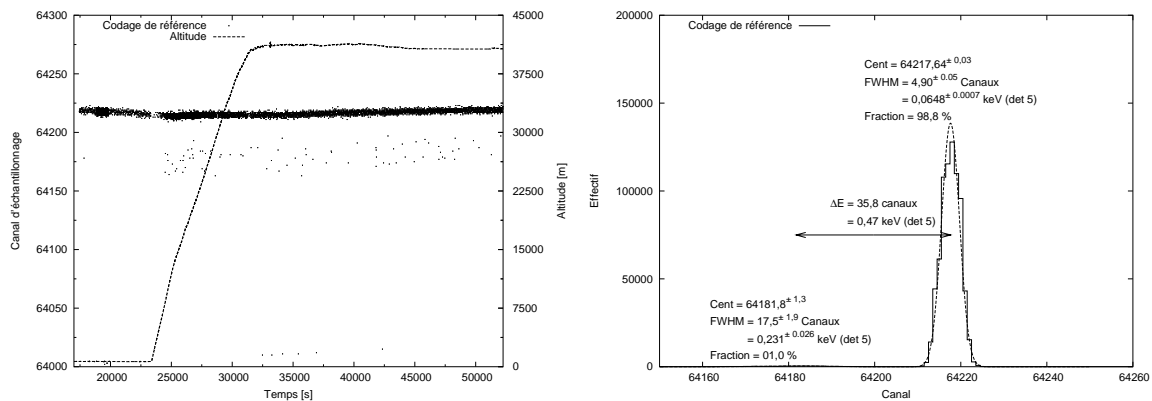 64300
64250
64200
64150
64100
64050
64000
Canal d'échantillonnage
Codage de référence
Altitude
45000
37500
30000
22500
15000
7500
0
Altitude [m]
20000 25000 30000 35000 40000 45000 50000
Temps [s]
200000
150000
100000
50000
0
Effectif
Codage de référence
Cent = 64217,64± 0,03
FWHM = 4,90± 0.05 Canaux
= 0,0648± 0.0007 keV (det 5)
Fraction = 98,8 %
ΔE = 35,8 canaux
= 0,47 keV (det 5)
Cent = 64181,8± 1,3
FWHM = 17,5± 1,9 Canaux
= 0,231± 0.026 keV (det 5)
Fraction = 01,0 %
64160 64180 64200 64220 64240 64260
Canal